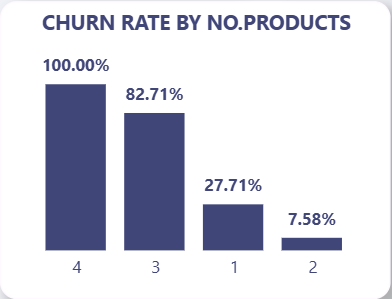 CHURN RATE BY NO.PRODUCTS
100.00%
82.71%
27.71%
7.58%
4 3 1 2